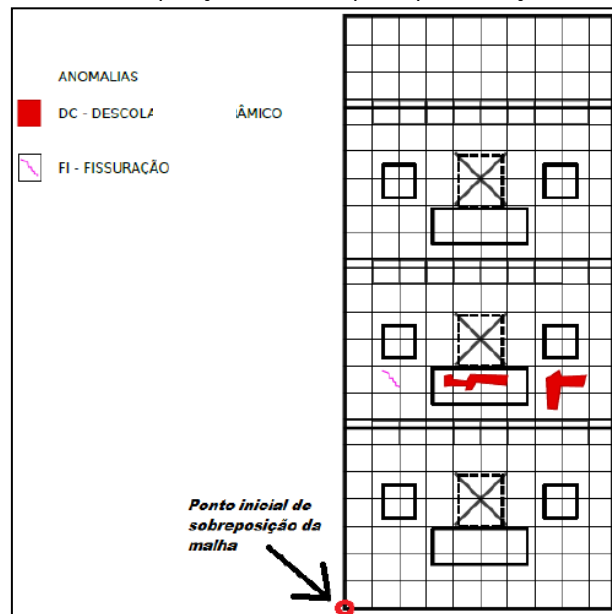 ANOMALIAS
DC - DESCOLA ÂMICO
FI - FISSURAÇÃO
Ponto inicial de
sobreposição da
malha